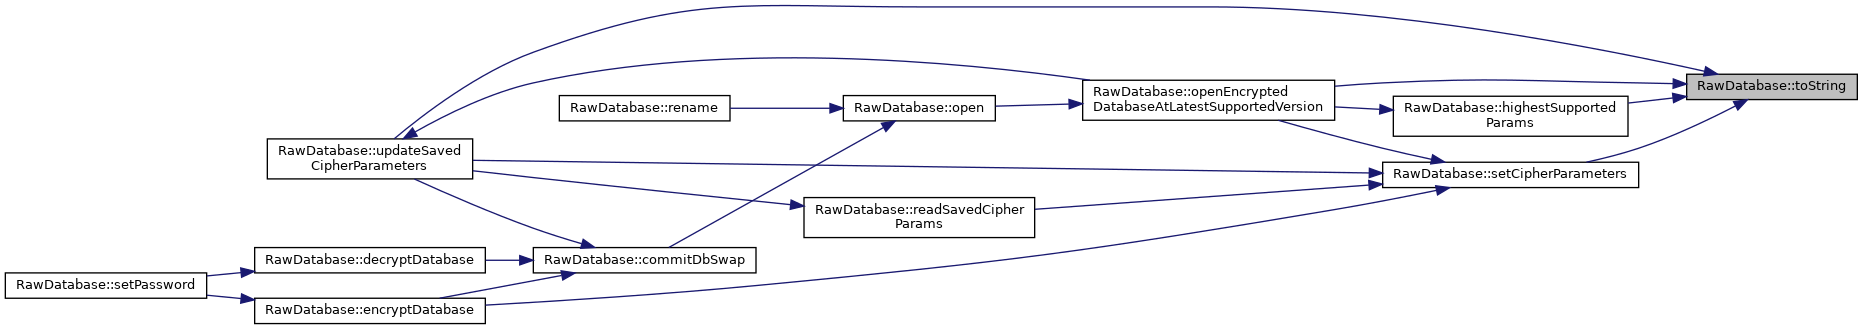 RawDatabase::toString
RawDatabase::openEncrypted
DatabaseAtLatestSupportedVersion
RawDatabase::rename
RawDatabase::open
RawDatabase::highestSupported
Params
RawDatabase::updateSaved
CipherParameters
RawDatabase::setCipherParameters
RawDatabase::readSavedCipher
Params
RawDatabase::decryptDatabase
RawDatabase::commitDbSwap
RawDatabase::setPassword
RawDatabase::encryptDatabase